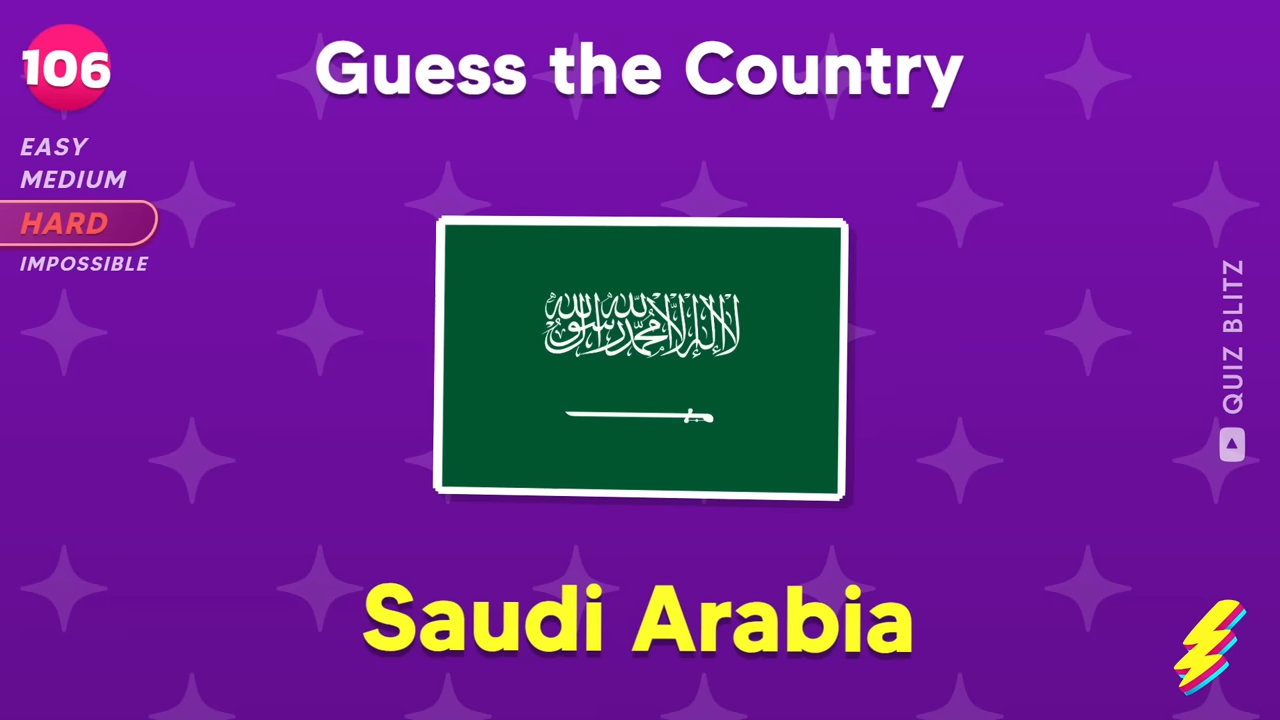 106
Guess the Country
EASY
MEDIUM
HARD
IMPOSSIBLE
لا إله إلا الله محمد رسول الله
QUIZ BLITZ
Saudi Arabia